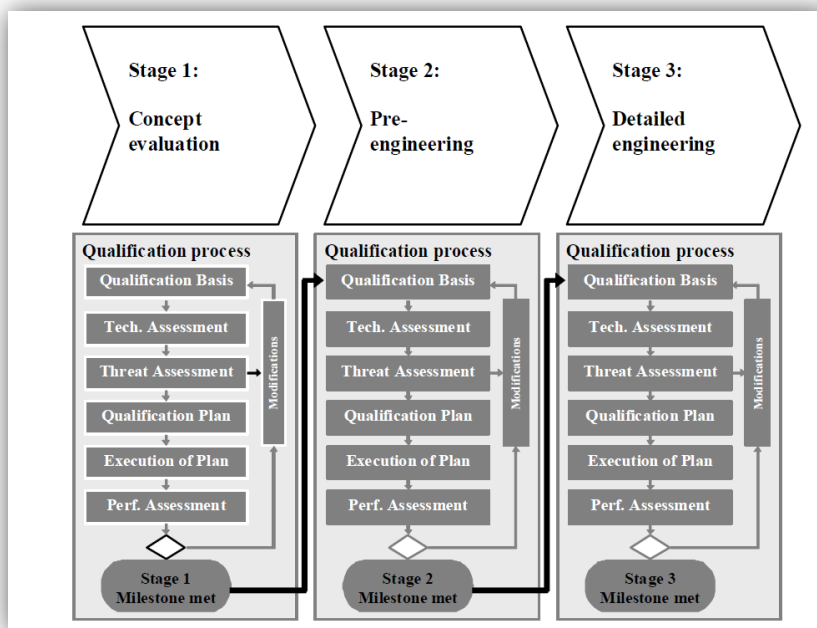 Stage 1:
Concept
evaluation
Stage 2:
Pre-
engineering
Stage 3:
Detailed
engineering
Qualification process
Qualification Basis
Tech. Assessment
Threat Assessment
Qualification Plan
Execution of Plan
Perf. Assessment
Modifications
Stage 1
Milestone met
Qualification process
Qualification Basis
Tech. Assessment
Threat Assessment
Qualification Plan
Execution of Plan
Perf. Assessment
Modifications
Stage 2
Milestone met
Qualification process
Qualification Basis
Tech. Assessment
Threat Assessment
Qualification Plan
Execution of Plan
Perf. Assessment
Modifications
Stage 3
Milestone met